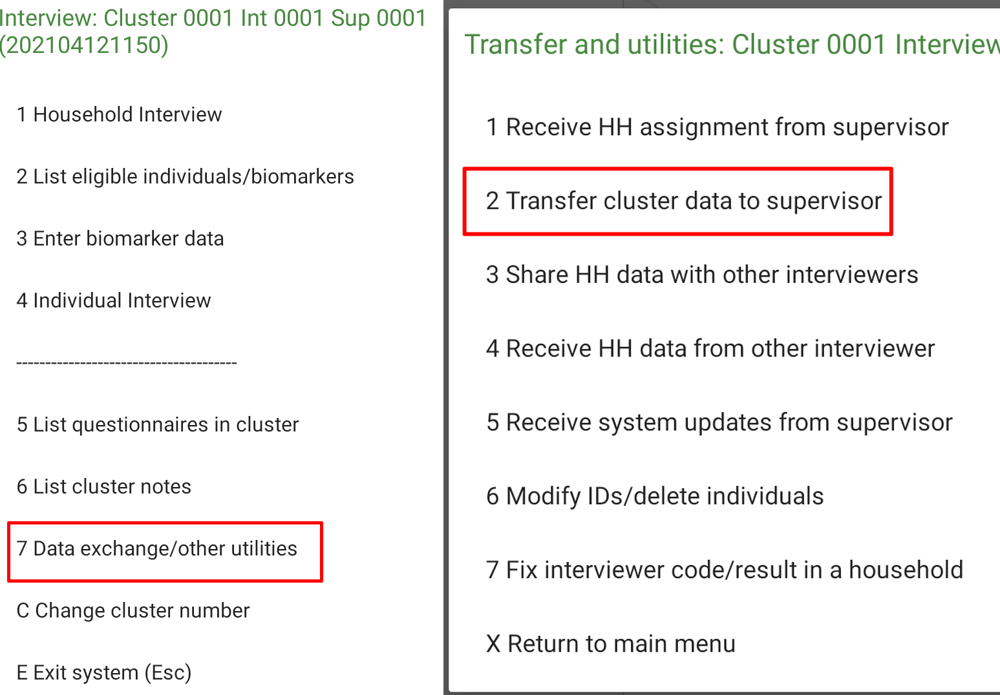 Interview: Cluster 0001 Int 0001 Sup 0001
(202104121150)
1 Household Interview
2 List eligible individuals/biomarkers
3 Enter biomarker data
4 Individual Interview
--------------------------------------
5 List questionnaires in cluster
6 List cluster notes
7 Data exchange/other utilities
C Change cluster number
E Exit system (Esc)
Transfer and utilities: Cluster 0001 Interview
1 Receive HH assignment from supervisor
2 Transfer cluster data to supervisor
3 Share HH data with other interviewers
4 Receive HH data from other interviewer
5 Receive system updates from supervisor
6 Modify IDs/delete individuals
7 Fix interviewer code/result in a household
X Return to main menu